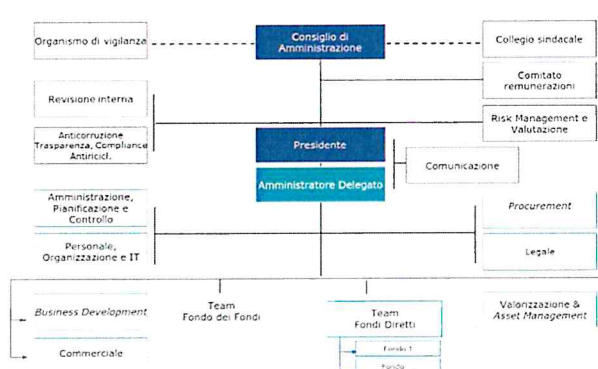 Organismo di vigilanza
Consiglio di
Amministrazione
Collegio sindacale
Comitato
remunerazioni
Revisione interna
Risk Management e
Valutazione
Anticorruzione
Trasparenza, Compliance
Antiricicl.
Presidente
Comunicazione
Amministratore Delegato
Amministrazione,
Pianificazione e
Controllo
Procurement
Personale,
Organizzazione e IT
Legale
Business Development
Team
Fondo dei Fondi
Team
Fondi Diretti
Valorizzazione &
Asset Management
Commerciale
Fondo 1
Fondo